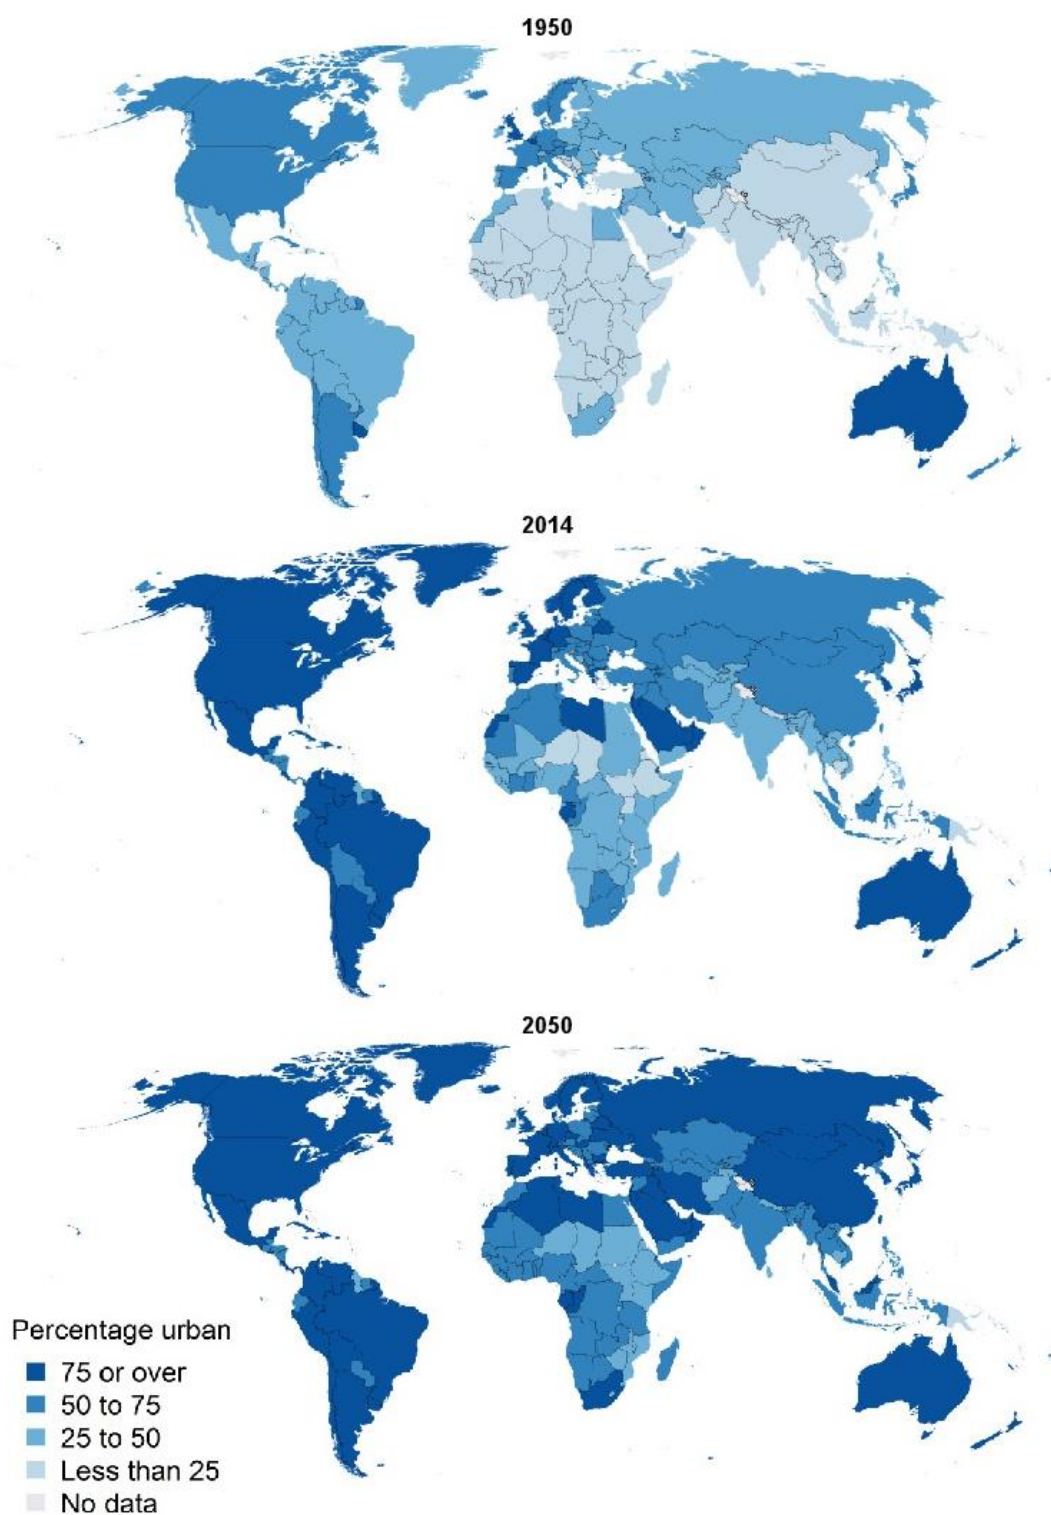 1950
2014
2050
Percentage urban
75 or over
50 to 75
25 to 50
Less than 25
No data